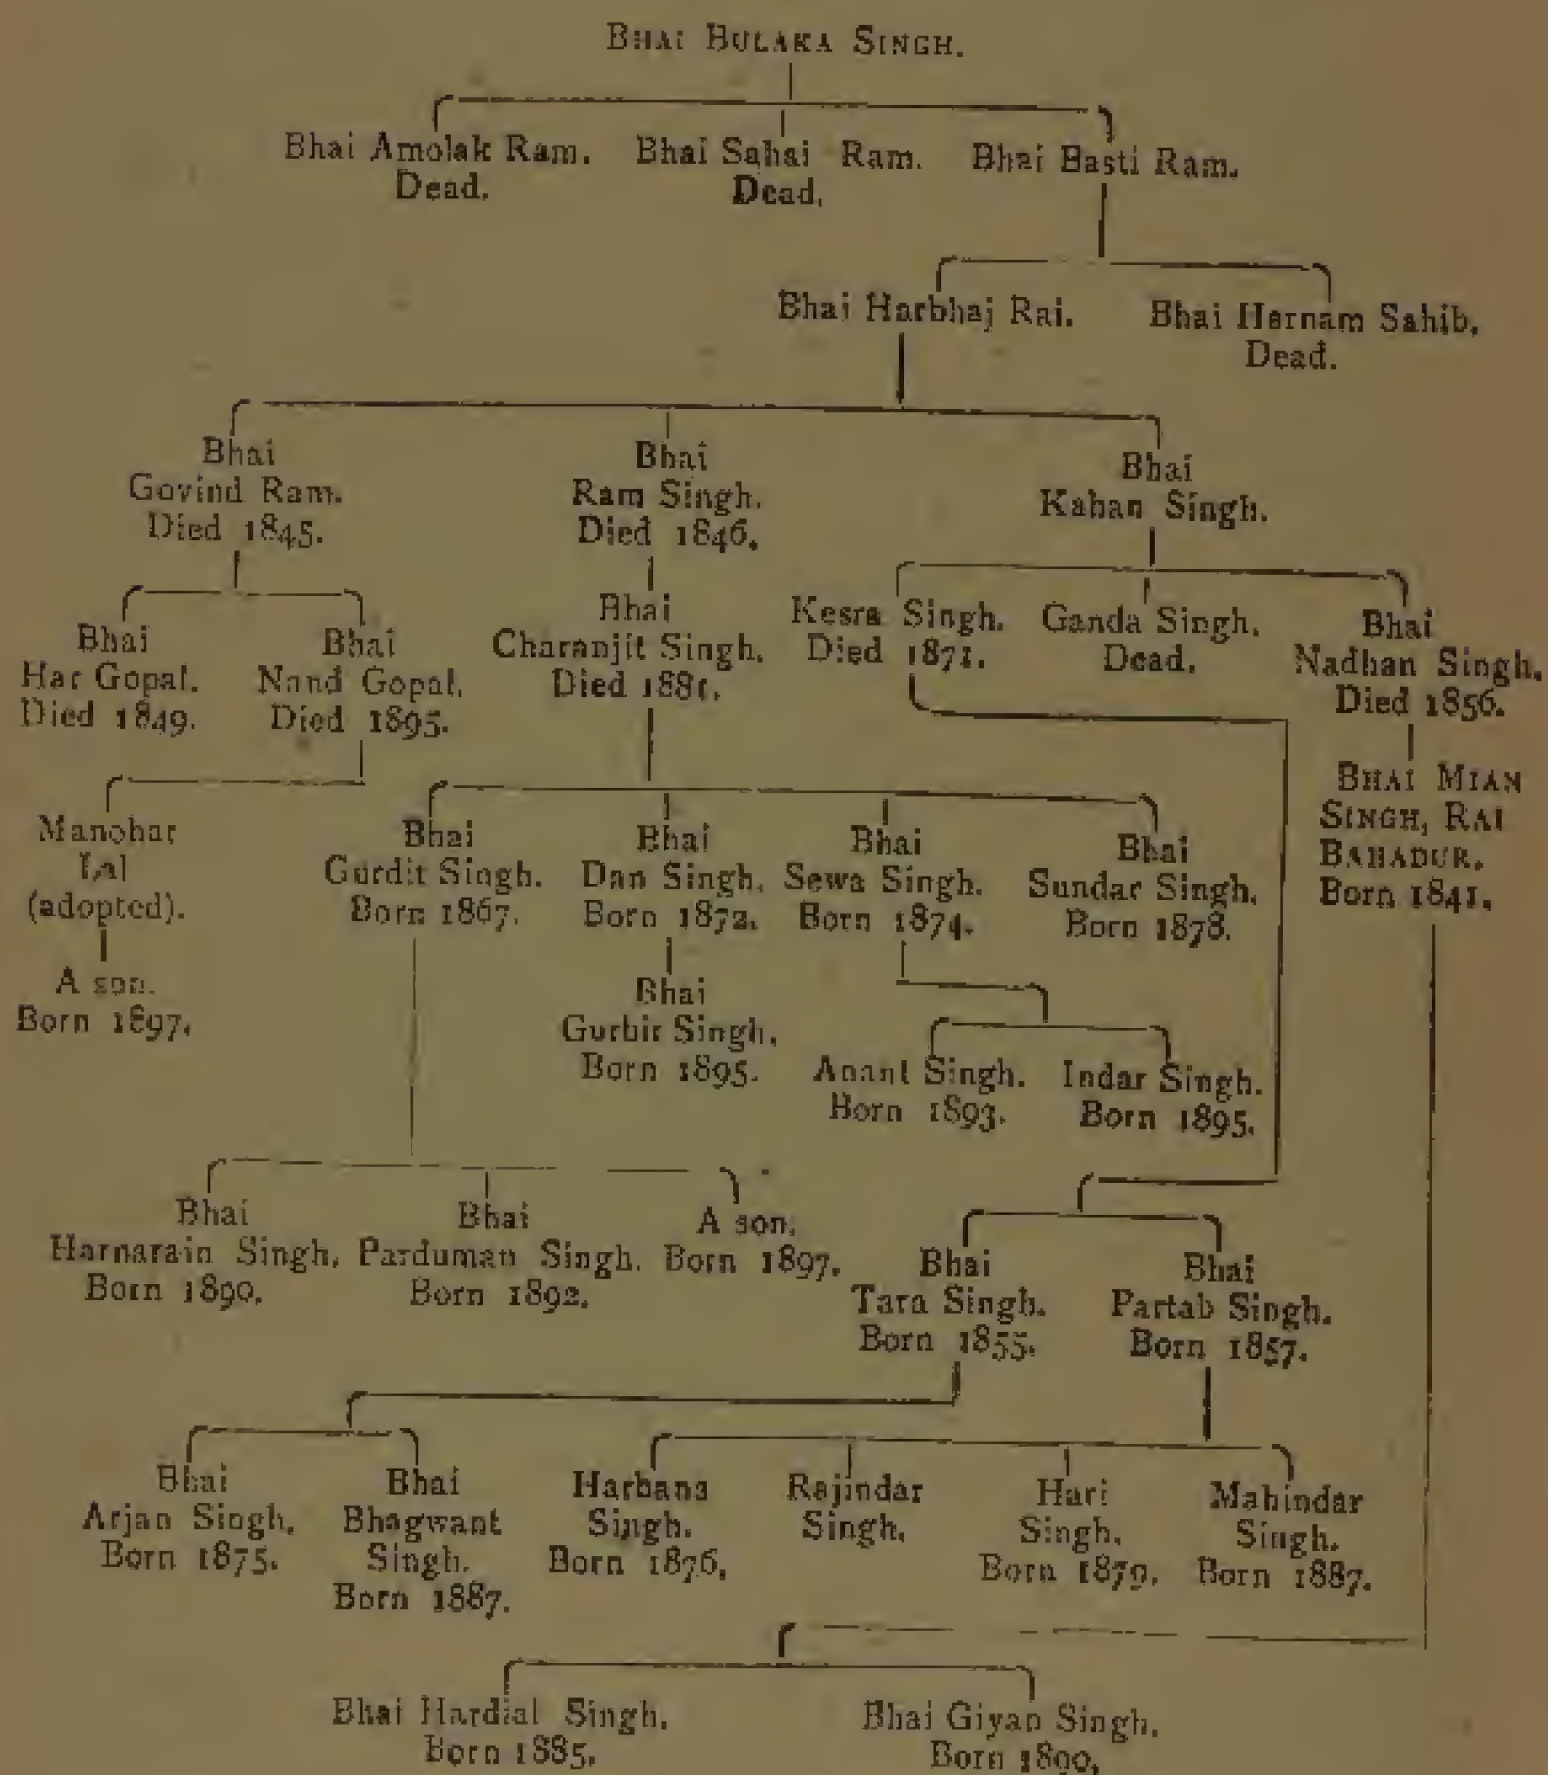 BHAI BULAKA SINGH.
Bhai Amolak Ram.
Dead.
Bhai Sahai Ram.
Dead.
Bhai Basti Ram.
Bhai Harbhaj Rai.
Bhai Harnam Sahib.
Dead.
Bhai
Govind Ram.
Died 1845.
Bhai
Ram Singh.
Died 1846.
Bhai
Kahan Singh.
Bhai
Har Gopal.
Died 1849.
Bhai
Nand Gopal.
Died 1895.
Bhai
Charanjit Singh.
Died 1881.
Kesra Singh.
Died 1871.
Ganda Singh.
Dead.
Bhai
Nadhan Singh.
Died 1856.
Manohar
Lal
(adopted).
A son.
Born 1897.
Bhai
Gurdit Singh.
Born 1867.
Bhai
Dan Singh.
Born 1872.
Bhai
Sewa Singh.
Born 1874.
Bhai
Sundar Singh.
Born 1878.
BHAI MIAN
SINGH, RAI
BAHADUR.
Born 1841.
Bhai
Gurbir Singh.
Born 1895.
Anant Singh.
Born 1893.
Indar Singh.
Born 1895.
Bhai
Harnarain Singh.
Born 1890.
Bhai
Parduman Singh.
Born 1892.
A son.
Born 1897.
Bhai
Tara Singh.
Born 1855.
Bhai
Partab Singh.
Born 1857.
Bhai
Arjan Singh.
Born 1875.
Bhai
Bhagwant
Singh.
Born 1887.
Harbans
Singh.
Born 1876.
Rajindar
Singh.
Hari
Singh.
Born 1879.
Mahindar
Singh.
Born 1887.
Bhai Hardial Singh.
Born 1885.
Bhai Giyan Singh.
Born 1890.